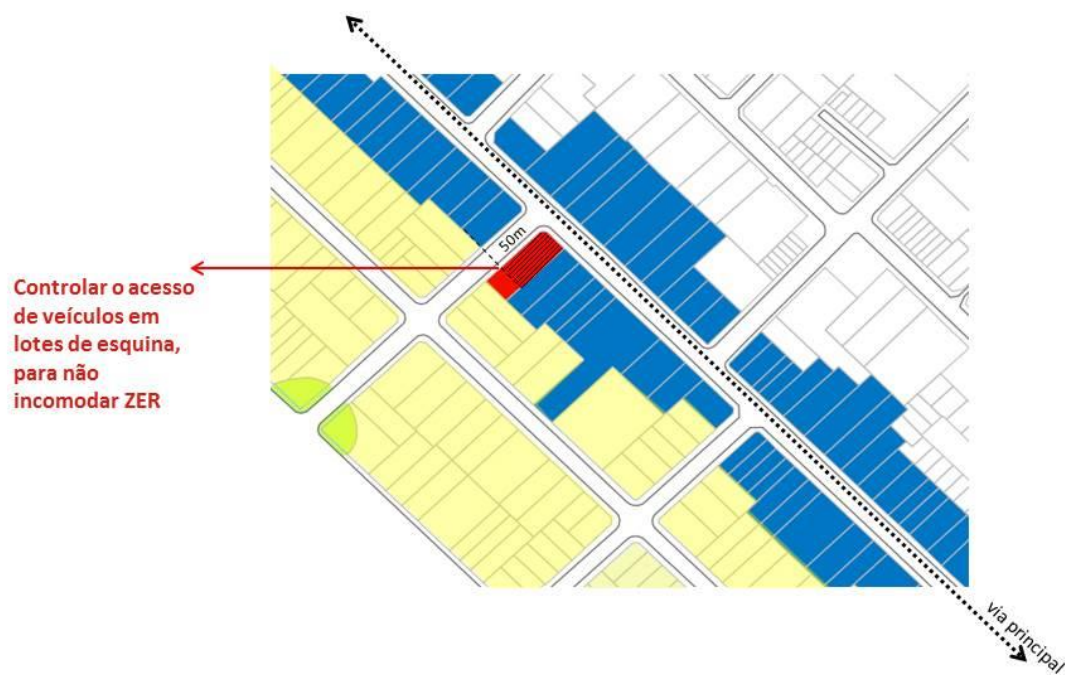 50m
Controlar o acesso
de veículos em
lotes de esquina,
para não
incomodar ZER
via principal